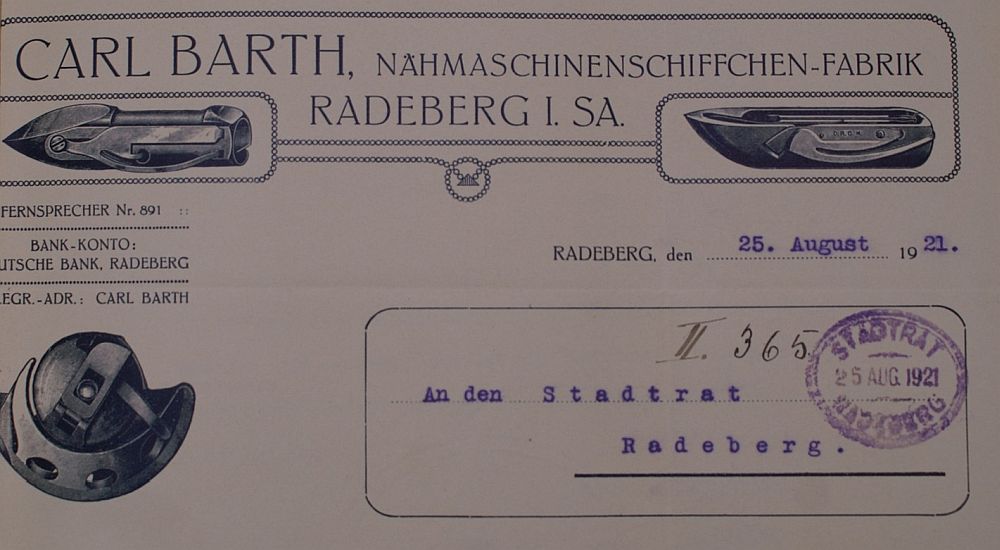 CARL BARTH, NÄHMASCHINENSCHIFFCHEN-FABRIK
RADEBERG I. SA.
D.R.G.M.
FERNSPRECHER Nr. 891 ::
BANK-KONTO:
UTSCHE BANK, RADEBERG
EGR.-ADR.: CARL BARTH
RADEBERG, den 25. August 1921.
II. 365
STADTRAT
25 AUG. 1921
RADEBERG
An den Stadtrat
Radeberg.